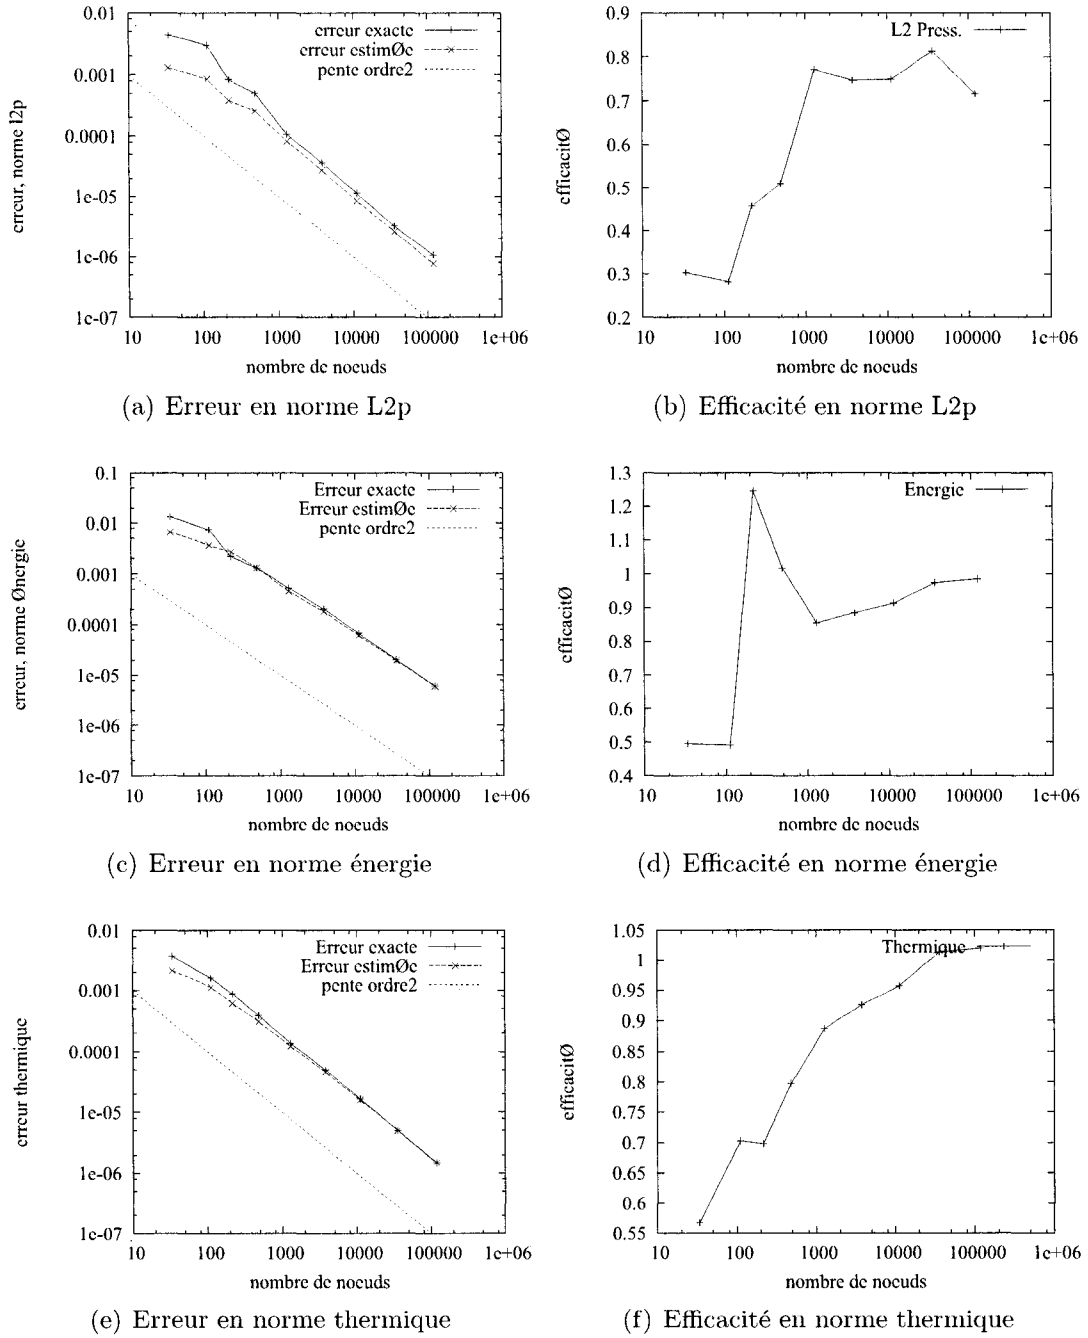 erreur exacte
erreur estimØe
pente ordre2
0.01
0.001
0.0001
1e-05
1e-06
1e-07
10 100 1000 10000 100000 1e+06
erreur, norme l2p
nombre de noeuds
(a) Erreur en norme L2p
L2 Press.
0.9
0.8
0.7
0.6
0.5
0.4
0.3
0.2
10 100 1000 10000 100000 1e+06
efficacitØ
nombre de noeuds
(b) Efficacité en norme L2p
Erreur exacte
Erreur estimØe
pente ordre2
0.1
0.01
0.001
0.0001
1e-05
1e-06
1e-07
10 100 1000 10000 100000 1e+06
erreur, norme Ønergie
nombre de noeuds
(c) Erreur en norme énergie
Energie
1.3
1.2
1.1
1
0.9
0.8
0.7
0.6
0.5
0.4
10 100 1000 10000 100000 1e+06
efficacitØ
nombre de noeuds
(d) Efficacité en norme énergie
Erreur exacte
Erreur estimØe
pente ordre2
0.01
0.001
0.0001
1e-05
1e-06
1e-07
10 100 1000 10000 100000 1e+06
erreur thermique
nombre de noeuds
(e) Erreur en norme thermique
Thermique
1.05
1
0.95
0.9
0.85
0.8
0.75
0.7
0.65
0.6
0.55
10 100 1000 10000 100000 1e+06
efficacitØ
nombre de noeuds
(f) Efficacité en norme thermique